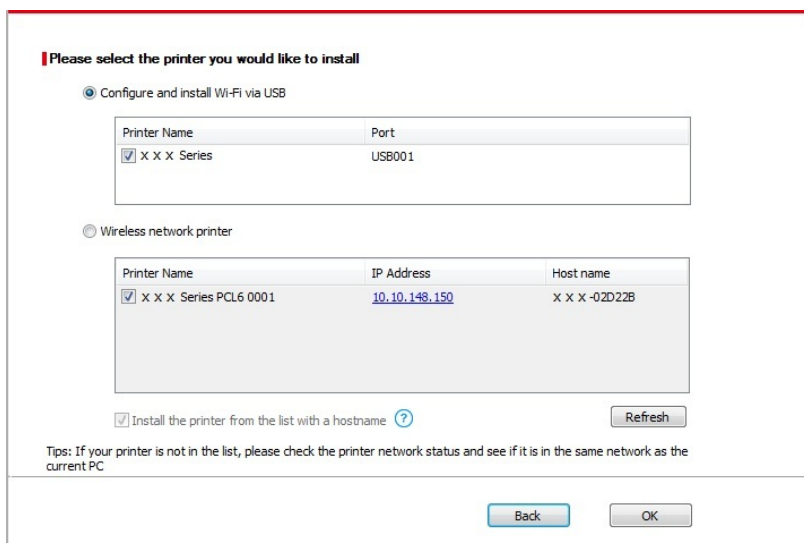 Please select the printer you would like to install
Configure and install Wi-Fi via USB
Printer Name Port
X X X Series USB001
Wireless network printer
Printer Name IP Address Host name
X X X Series PCL6 0001 10.10.148.150 X X X -02D22B
Install the printer from the list with a hostname ? Refresh
Tips: If your printer is not in the list, please check the printer network status and see if it is in the same network as the
current PC
Back OK